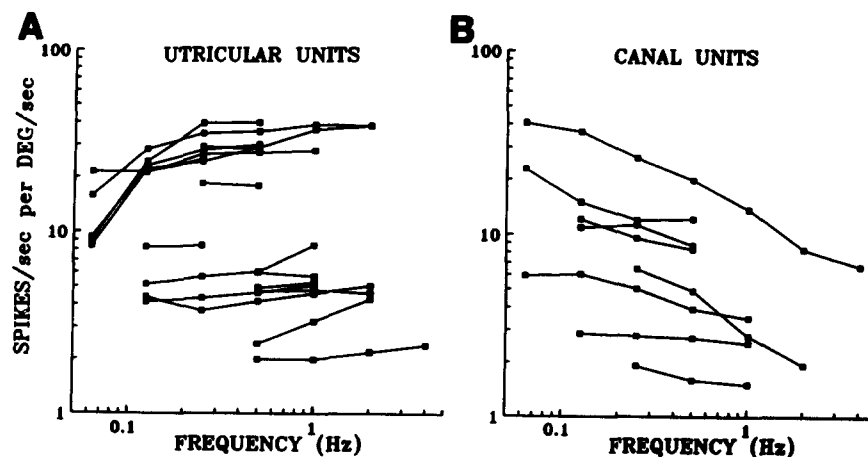 A
UTRICULAR UNITS
SPIKES/sec per DEG/sec
100
10
1
0.1
1
FREQUENCY (Hz)
B
CANAL UNITS
100
10
1
0.1
1
FREQUENCY (Hz)